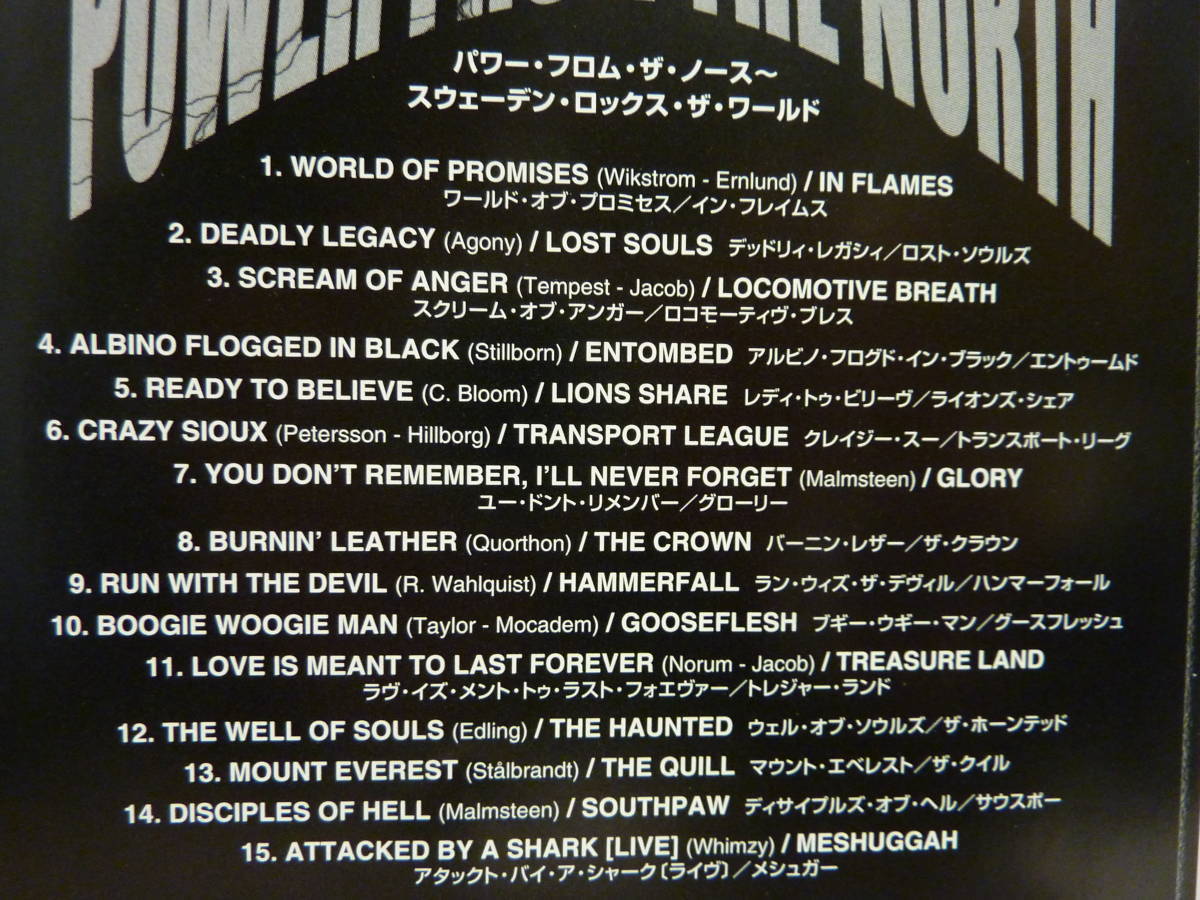 THE NORTH
パワー・フロム・ザ・ノース～
スウェーデン・ロックス・ザ・ワールド
1. WORLD OF PROMISES (Wikstrom - Ernlund) / IN FLAMES
ワールド・オブ・プロミセス／イン・フレイムス
2. DEADLY LEGACY (Agony) / LOST SOULS デッドリィ・レガシィ／ロスト・ソウルズ
3. SCREAM OF ANGER (Tempest - Jacob) / LOCOMOTIVE BREATH
スクリーム・オブ・アンガー／ロコモーティヴ・ブレス
4. ALBINO FLOGGED IN BLACK (Stillborn) / ENTOMBED アルビノ・フログド・イン・ブラック／エントゥームド
5. READY TO BELIEVE (C. Bloom) / LIONS SHARE レディ・トゥ・ビリーヴ／ライオンズ・シェア
6. CRAZY SIOUX (Petersson - Hillborg) / TRANSPORT LEAGUE クレイジー・スー／トランスポート・リーグ
7. YOU DON'T REMEMBER, I'LL NEVER FORGET (Malmsteen) / GLORY
ユー・ドント・リメンバー／グローリー
8. BURNIN' LEATHER (Quorthon) / THE CROWN バーニン・レザー／ザ・クラウン
9. RUN WITH THE DEVIL (R. Wahlquist) / HAMMERFALL ラン・ウィズ・ザ・デヴィル／ハンマーフォール
10. BOOGIE WOOGIE MAN (Taylor - Mocadem) / GOOSEFLESH ブギー・ウギー・マン／グースフレッシュ
11. LOVE IS MEANT TO LAST FOREVER (Norum - Jacob) / TREASURE LAND
ラヴ・イズ・メント・トゥ・ラスト・フォエヴァー／トレジャー・ランド
12. THE WELL OF SOULS (Edling) / THE HAUNTED ウェル・オブ・ソウルズ／ザ・ホーンテッド
13. MOUNT EVEREST (Stålbrandt) / THE QUILL マウント・エベレスト／ザ・クイル
14. DISCIPLES OF HELL (Malmsteen) / SOUTHPAW ディサイプルズ・オブ・ヘル／サウスポー
15. ATTACKED BY A SHARK [LIVE] (Whimzy) / MESHUGGAH
アタックト・バイ・ア・シャーク〔ライヴ〕／メシュガー